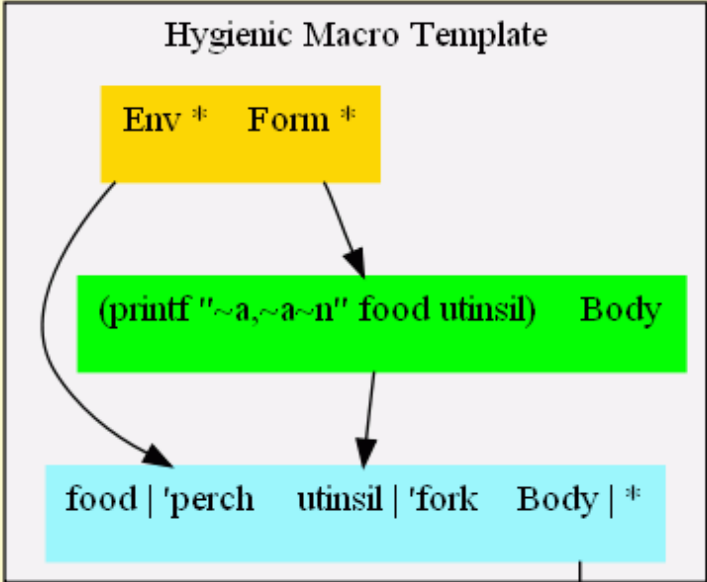 Hygienic Macro Template
Env * Form *
(printf "~a,~a~n" food utinsil) Body
food | 'perch utinsil | 'fork Body | *